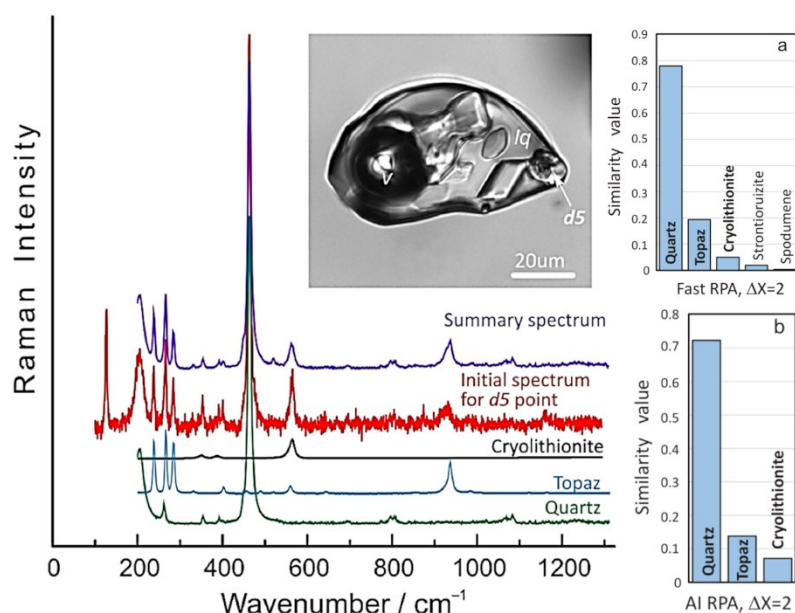 Raman Intensity
lq
v
d5
20um
Summary spectrum
Initial spectrum
for d5 point
Cryolithionite
Topaz
Quartz
0 200 400 600 800 1000 1200
Wavenumber / cm⁻¹
a
Similarity value
0.9
0.8
0.7
0.6
0.5
0.4
0.3
0.2
0.1
0
Quartz
Topaz
Cryolithionite
Strontioruizite
Spodumene
Fast RPA, ΔX=2
b
Similarity value
0.8
0.7
0.6
0.5
0.4
0.3
0.2
0.1
0.0
Quartz
Topaz
Cryolithionite
AI RPA, ΔX=2